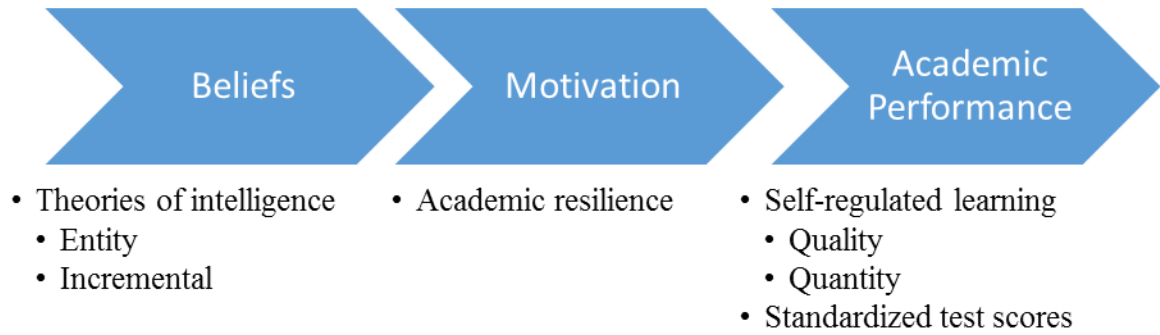 Beliefs
Motivation
Academic
Performance
• Theories of intelligence
• Entity
• Incremental
• Academic resilience
• Self-regulated learning
• Quality
• Quantity
• Standardized test scores